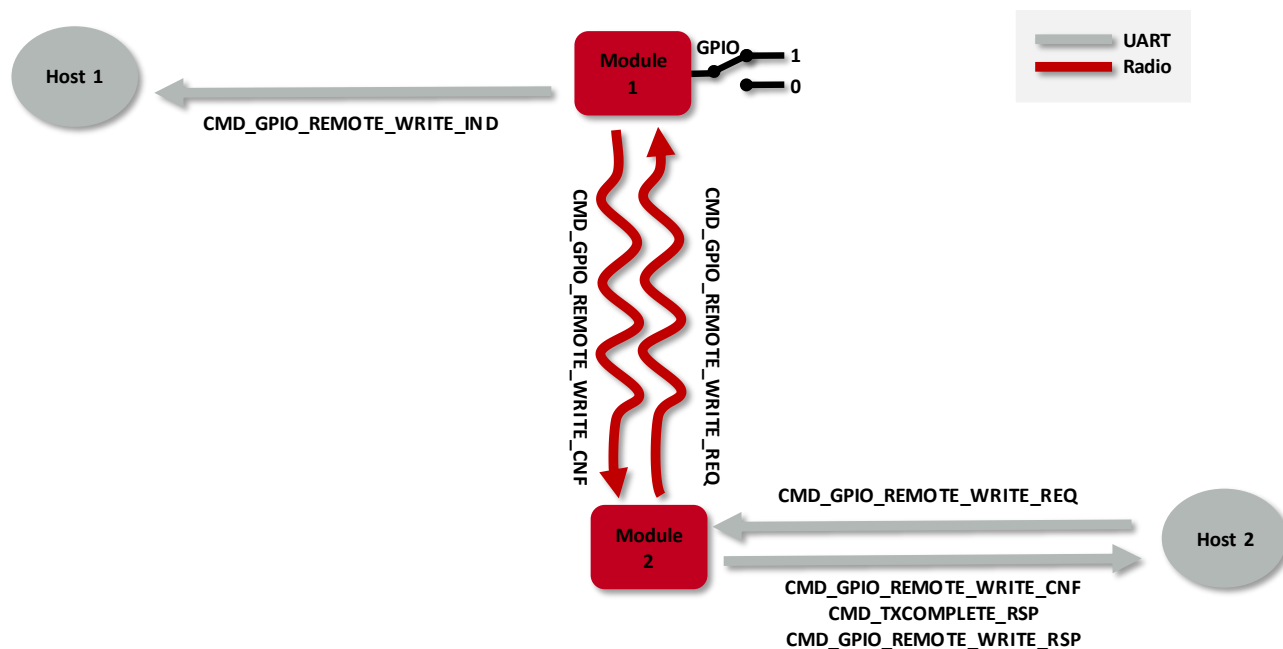 Host 1
CMD_GPIO_REMOTE_WRITE_IND
Module
1
GPIO
1
0
UART
Radio
CMD_GPIO_REMOTE_WRITE_CNF
CMD_GPIO_REMOTE_WRITE_REQ
Module
2
CMD_GPIO_REMOTE_WRITE_REQ
Host 2
CMD_GPIO_REMOTE_WRITE_CNF
CMD_TXCOMPLETE_RSP
CMD_GPIO_REMOTE_WRITE_RSP